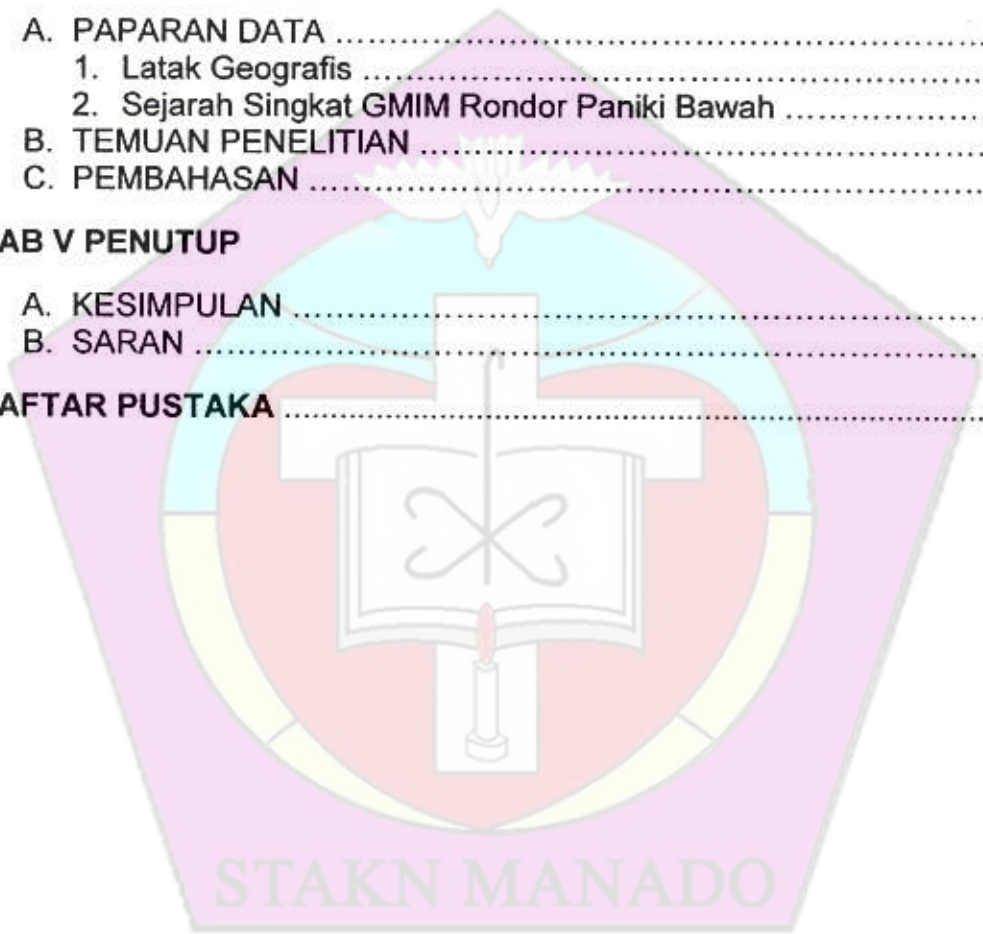 A. PAPARAN DATA ........................................................
1. Latak Geografis ........................................................
2. Sejarah Singkat GMIM Rondor Paniki Bawah ....................
B. TEMUAN PENELITIAN ........................................................
C. PEMBAHASAN ........................................................
AB V PENUTUP
A. KESIMPULAN ........................................................
B. SARAN ........................................................
AFTAR PUSTAKA ........................................................
STAKN MANADO